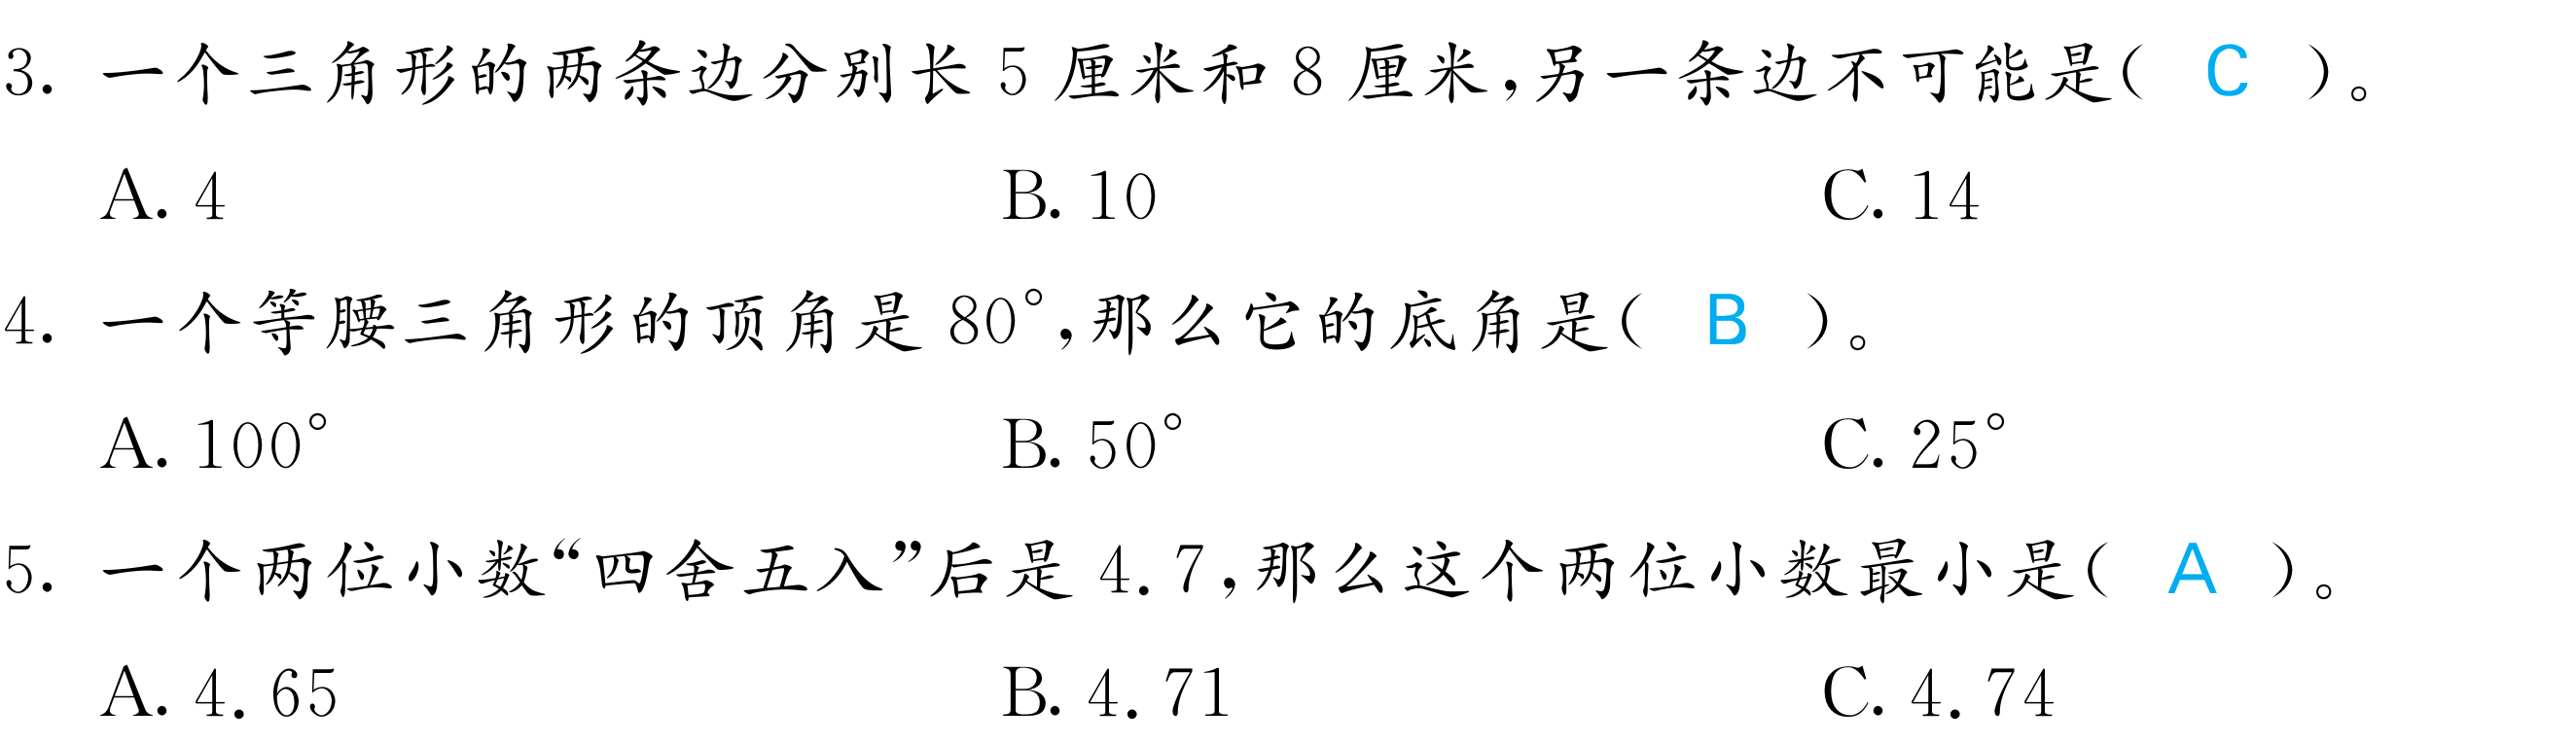 3. 一个三角形的两条边分别长 5 厘米和 8 厘米,另一条边不可能是( C )。
A. 4 B. 10 C. 14
4. 一个等腰三角形的顶角是 80°,那么它的底角是( B )。
A. 100° B. 50° C. 25°
5. 一个两位小数“四舍五入”后是 4.7,那么这个两位小数最小是( A )。
A. 4.65 B. 4.71 C. 4.74